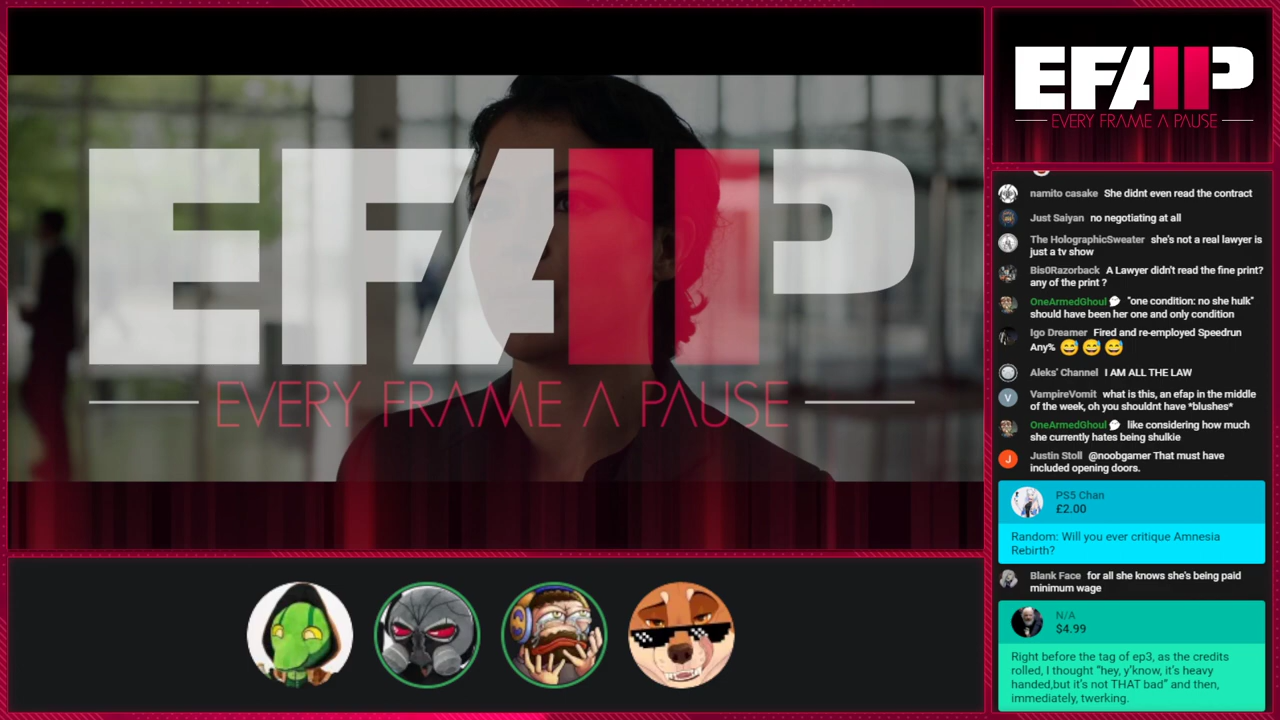 EFAP
EVERY FRAME A PAUSE
EFAP
EVERY FRAME A PAUSE
namito casake She didnt even read the contract
Just Saiyan no negotiating at all
The HolographicSweater she's not a real lawyer is
just a tv show
Bis0Razorback A Lawyer didn't read the fine print?
any of the print ?
OneArmedGhoul "one condition: no she hulk"
should have been her one and only condition
Igo Dreamer Fired and re-employed Speedrun
Any% 😅 😅 😅
Aleks' Channel I AM ALL THE LAW
V
VampireVomit what is this, an efap in the middle
of the week, oh you shouldnt have *blushes*
OneArmedGhoul like considering how much
she currently hates being shulkie
J
Justin Stoll @noobgamer That must have
included opening doors.
PS5 Chan
£2.00
Random: Will you ever critique Amnesia
Rebirth?
Blank Face for all she knows she's being paid
minimum wage
N/A
$4.99
Right before the tag of ep3, as the credits
rolled, I thought "hey, y'know, it's heavy
handed,but it's not THAT bad" and then,
immediately, twerking.